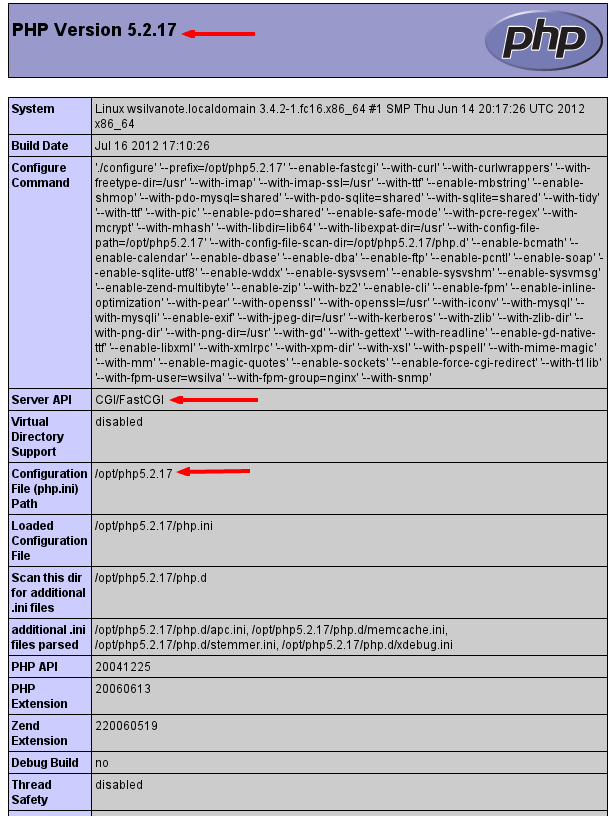 PHP Version 5.2.17
php
System
Linux wsilvanote.localdomain 3.4.2-1.fc16.x86_64 #1 SMP Thu Jun 14 20:17:26 UTC 2012
x86_64
Build Date
Jul 16 2012 17:10:26
Configure
Command
'./configure' '--prefix=/opt/php5.2.17' '--enable-fastcgi' '--with-curl' '--with-curlwrappers' '--with-
freetype-dir=/usr' '--with-imap' '--with-imap-ssl=/usr' '--with-ttf' '--enable-mbstring' '--enable-
shmop' '--with-pdo-mysql=shared' '--with-pdo-sqlite=shared' '--with-sqlite=shared' '--with-tidy'
'--with-ttf' '--with-pic' '--enable-pdo=shared' '--enable-safe-mode' '--with-pcre-regex' '--with-
mcrypt' '--with-mhash' '--with-libdir=lib64' '--with-libexpat-dir=/usr' '--with-config-file-
path=/opt/php5.2.17' '--with-config-file-scan-dir=/opt/php5.2.17/php.d' '--enable-bcmath' '--
enable-calendar' '--enable-dbase' '--enable-dba' '--enable-ftp' '--enable-pcntl' '--enable-soap' '-
-enable-sqlite-utf8' '--enable-wddx' '--enable-sysvsem' '--enable-sysvshm' '--enable-sysvmsg'
'--enable-zend-multibyte' '--enable-zip' '--with-bz2' '--enable-cli' '--enable-fpm' '--enable-inline-
optimization' '--with-pear' '--with-openssl' '--with-openssl=/usr' '--with-iconv' '--with-mysql' '--
with-mysqli' '--enable-exif' '--with-jpeg-dir=/usr' '--with-kerberos' '--with-zlib' '--with-zlib-dir' '--
with-png-dir' '--with-png-dir=/usr' '--with-gd' '--with-gettext' '--with-readline' '--enable-gd-native-
ttf' '--enable-libxml' '--with-xmlrpc' '--with-xpm-dir' '--with-xsl' '--with-pspell' '--with-mime-magic'
'--with-mm' '--enable-magic-quotes' '--enable-sockets' '--enable-force-cgi-redirect' '--with-t1lib'
'--with-fpm-user=wsilva' '--with-fpm-group=nginx' '--with-snmp'
Server API
CGI/FastCGI
Virtual
Directory
Support
disabled
Configuration
File (php.ini)
Path
/opt/php5.2.17
Loaded
Configuration
File
/opt/php5.2.17/php.ini
Scan this dir
for additional
.ini files
/opt/php5.2.17/php.d
additional .ini
files parsed
/opt/php5.2.17/php.d/apc.ini, /opt/php5.2.17/php.d/memcache.ini,
/opt/php5.2.17/php.d/stemmer.ini, /opt/php5.2.17/php.d/xdebug.ini
PHP API
20041225
PHP
Extension
20060613
Zend
Extension
220060519
Debug Build
no
Thread
Safety
disabled